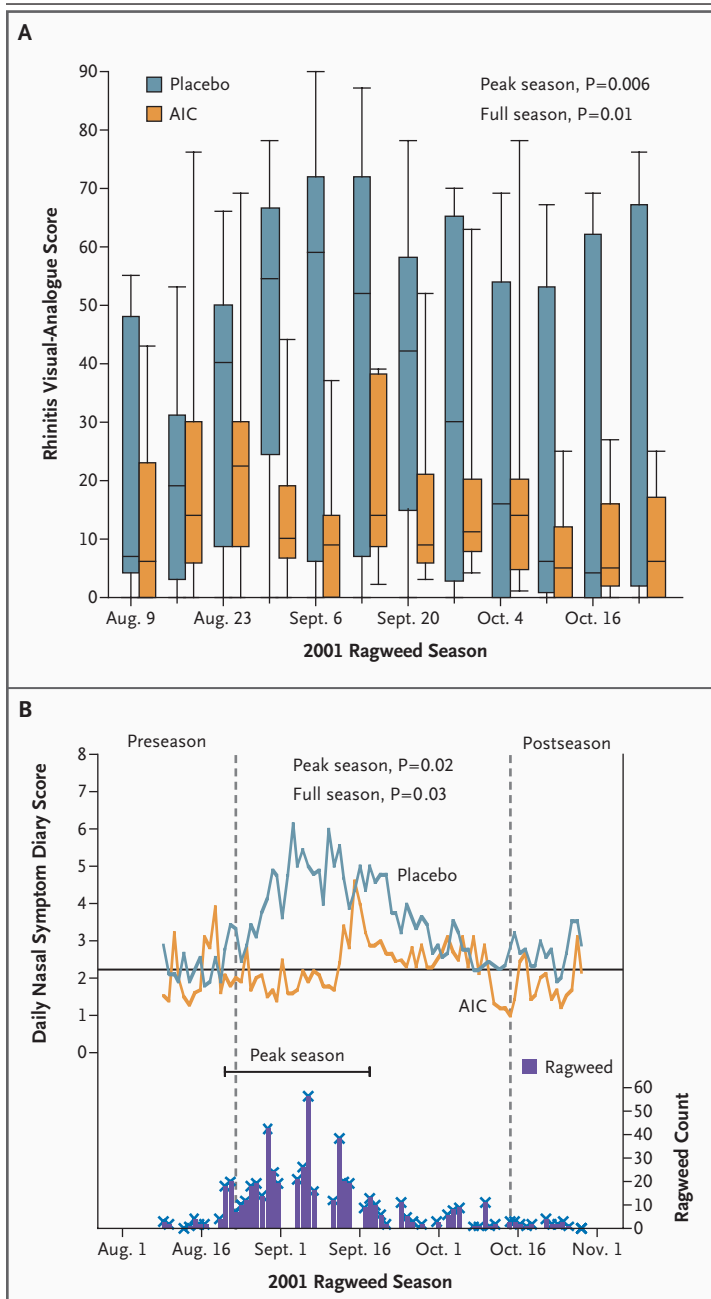 A
90
80
70
60
50
40
30
20
10
0
Rhinitis Visual-Analogue Score
Placebo
AIC
Peak season, P=0.006
Full season, P=0.01
Aug. 9 Aug. 23 Sept. 6 Sept. 20 Oct. 4 Oct. 16
2001 Ragweed Season
B
Preseason
Postseason
8
7
6
5
4
3
2
1
0
Daily Nasal Symptom Diary Score
Peak season, P=0.02
Full season, P=0.03
Placebo
AIC
Peak season
Ragweed
60
50
40
30
20
10
0
Ragweed Count
Aug. 1 Aug. 16 Sept. 1 Sept. 16 Oct. 1 Oct. 16 Nov. 1
2001 Ragweed Season